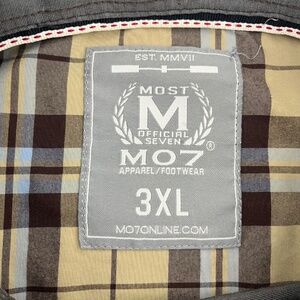 EST. MMVII
MOST
M
OFFICIAL
SEVEN
MO7®
APPAREL/FOOTWEAR
3XL
MO7ONLINE.COM